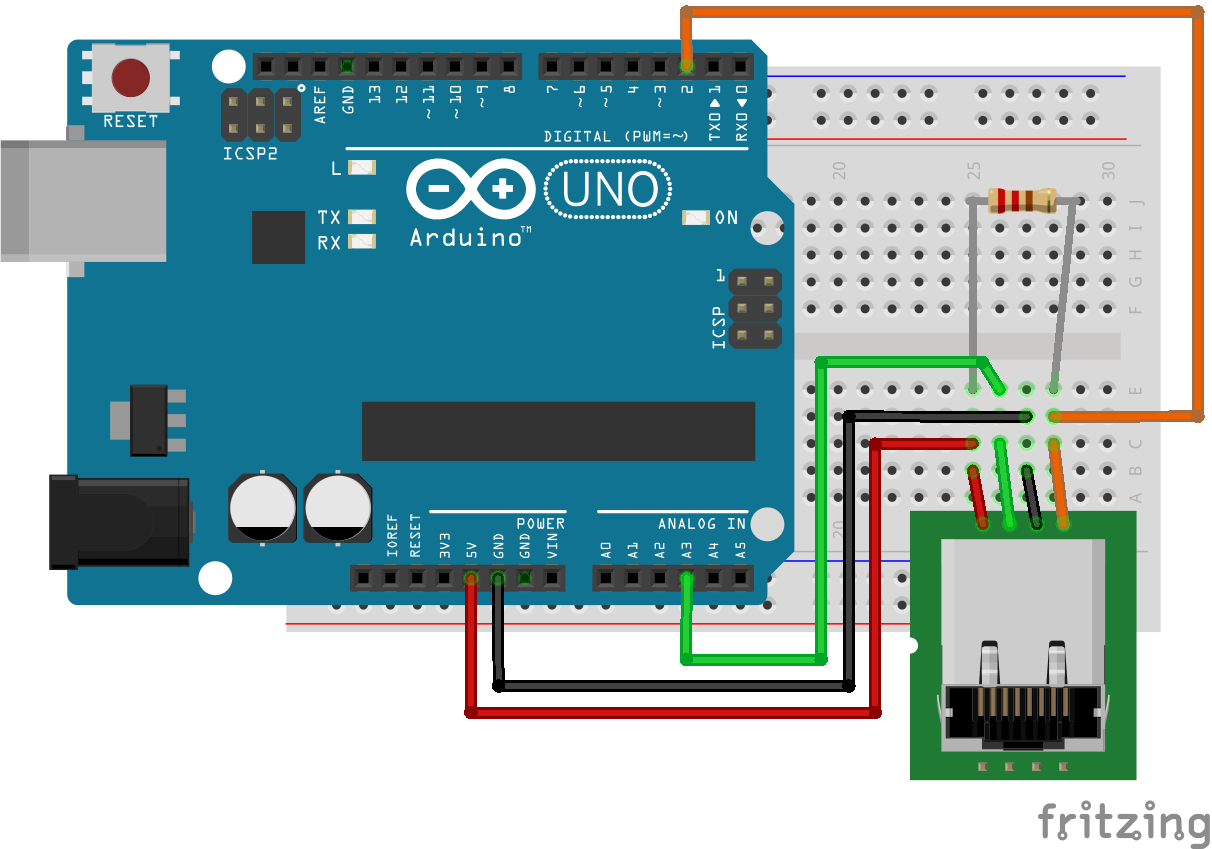 RESET
ICSP2
AREF
GND
13
12
~11
~10
~9
8
7
~6
~5
4
~3
2
TX0▶1
RX0◀0
DIGITAL (PWM=~)
L
TX
RX
UNO
Arduino™
ON
1
ICSP
20
25
30
J
I
H
G
F
E
C
B
A
20
POWER
ANALOG IN
IOREF
RESET
3V3
5V
GND
GND
VIN
A0
A1
A2
A3
A4
A5
fritzing